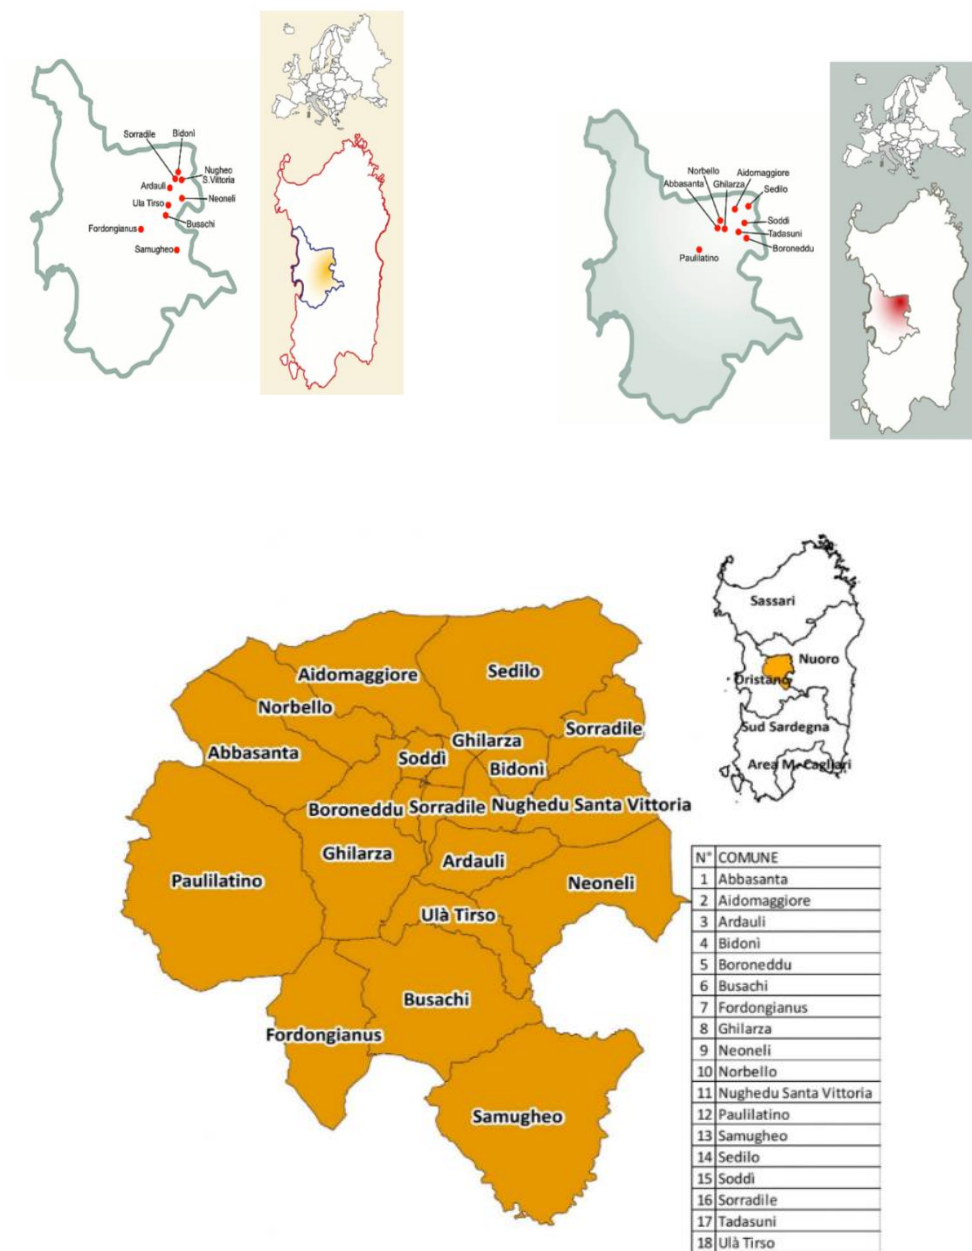 Sorradile
Bidonì
Nughec
S.Vittoria
Ardauli
Neoneli
Ula Tirso
Busachi
Fordongianus
Samugheo
Norbello
Aidomaggiore
Abbasanta
Ghilarza
Sedilo
Soddi
Tadasuni
Boroneddu
Paulilatino
Sassari
Nuoro
Oristano
Sud Sardegna
Area M. Cagliari
Aidomaggiore
Sedilo
Norbello
Sorradile
Ghilarza
Abbasanta
Soddì
Bidonì
Boroneddu
Sorradile
Nughedu Santa Vittoria
Ghilarza
Ardauli
Paulilatino
Neoneli
Ulà Tirso
Busachi
Fordongianus
Samugheo
N° COMUNE
1 Abbasanta
2 Aidomaggiore
3 Ardauli
4 Bidonì
5 Boroneddu
6 Busachi
7 Fordongianus
8 Ghilarza
9 Neoneli
10 Norbello
11 Nughedu Santa Vittoria
12 Paulilatino
13 Samugheo
14 Sedilo
15 Soddì
16 Sorradile
17 Tadasuni
18 Ulà Tirso